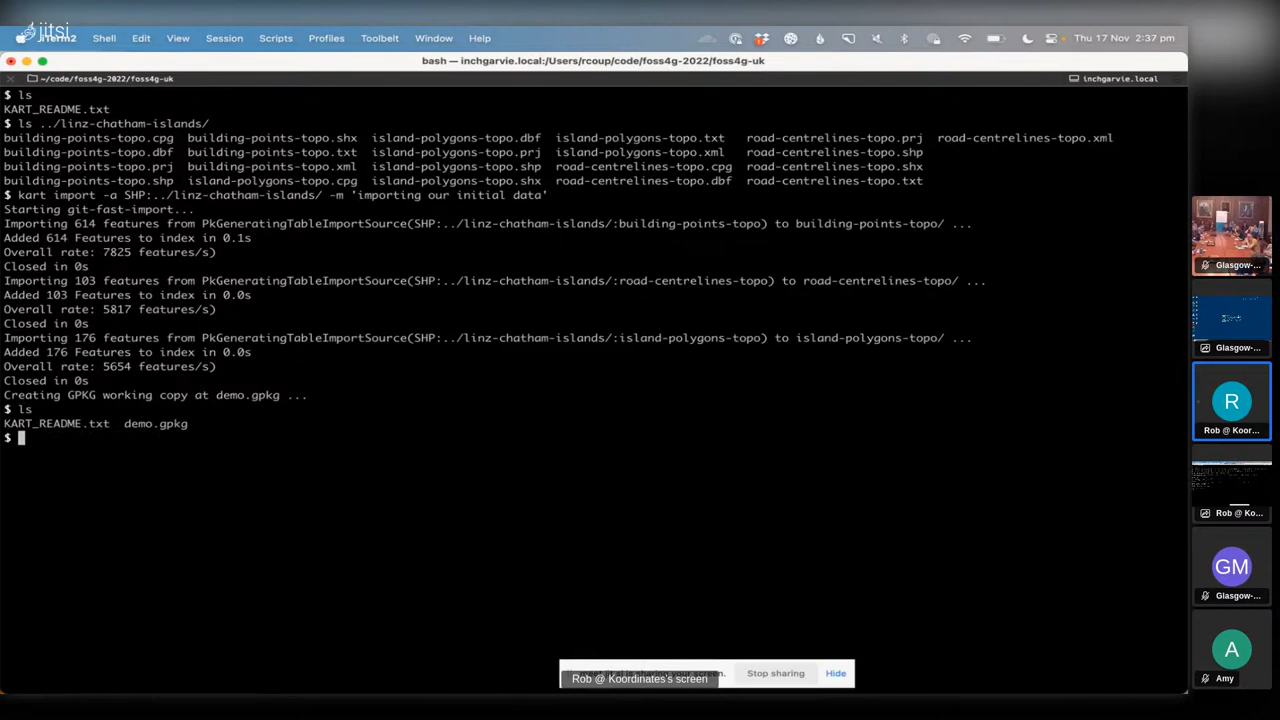 jitsi
iTerm2 Shell Edit View Session Scripts Profiles Toolbelt Window Help Thu 17 Nov 2:37 pm
bash — inchgarvie.local:/Users/rcoup/code/foss4g-2022/foss4g-uk
~/code/foss4g-2022/foss4g-uk inchgarvie.local
$ ls
KART_README.txt
$ ls ../linz-chatham-islands/
building-points-topo.cpg building-points-topo.shx island-polygons-topo.dbf island-polygons-topo.txt road-centrelines-topo.prj road-centrelines-topo.xml
building-points-topo.dbf building-points-topo.txt island-polygons-topo.prj island-polygons-topo.xml road-centrelines-topo.shp
building-points-topo.prj building-points-topo.xml island-polygons-topo.shp road-centrelines-topo.cpg road-centrelines-topo.shx
building-points-topo.shp island-polygons-topo.cpg island-polygons-topo.shx road-centrelines-topo.dbf road-centrelines-topo.txt
$ kart import -a SHP:../linz-chatham-islands/ -m 'importing our initial data'
Starting git-fast-import...
Importing 614 features from PkGeneratingTableImportSource(SHP:../linz-chatham-islands/:building-points-topo) to building-points-topo/ ...
Added 614 Features to index in 0.1s
Overall rate: 7825 features/s)
Closed in 0s
Importing 103 features from PkGeneratingTableImportSource(SHP:../linz-chatham-islands/:road-centrelines-topo) to road-centrelines-topo/ ...
Added 103 Features to index in 0.0s
Overall rate: 5817 features/s)
Closed in 0s
Importing 176 features from PkGeneratingTableImportSource(SHP:../linz-chatham-islands/:island-polygons-topo) to island-polygons-topo/ ...
Added 176 Features to index in 0.0s
Overall rate: 5654 features/s)
Closed in 0s
Creating GPKG working copy at demo.gpkg ...
$ ls
KART_README.txt demo.gpkg
$
Glasgow-...
Glasgow-...
R
Rob @ Koor...
Rob @ Ko...
GM
Glasgow-...
A
Amy
is sharing your screen. Stop sharing Hide
Rob @ Koordinates's screen